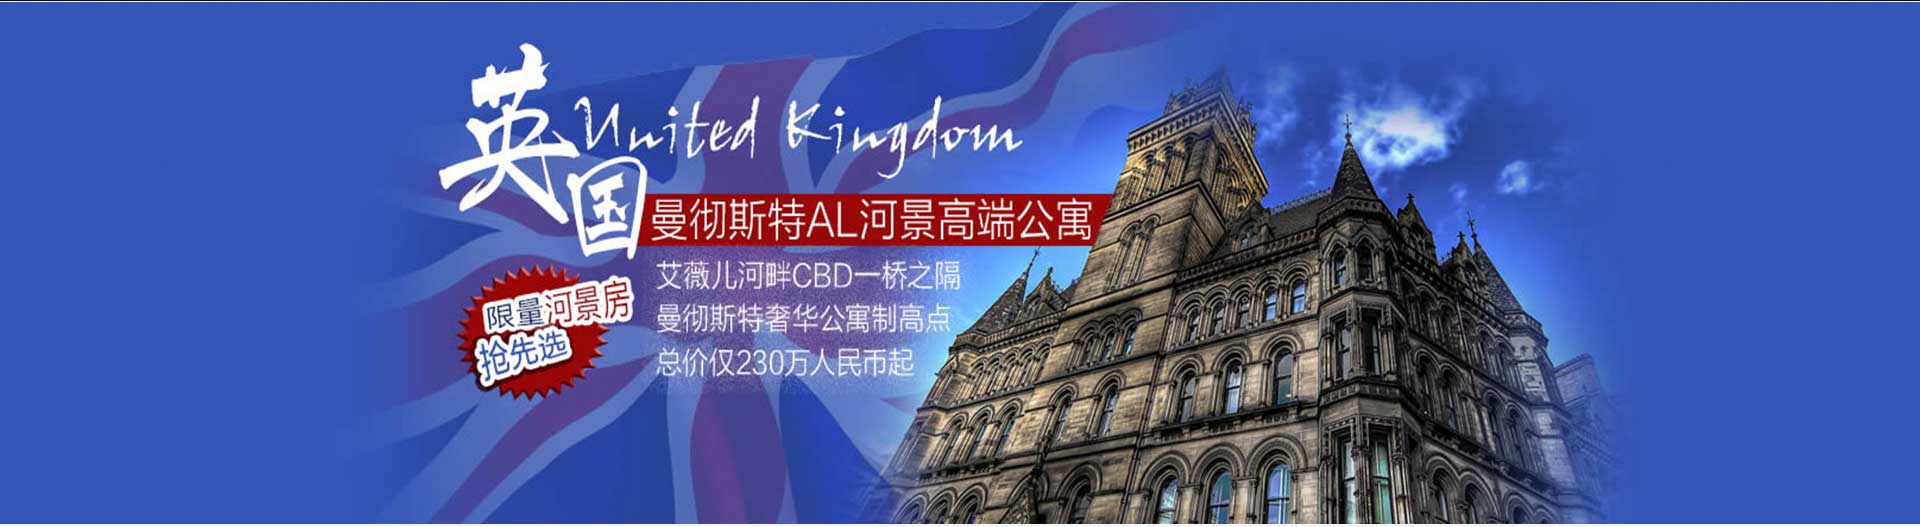 英国
United Kingdom
曼彻斯特AL河景高端公寓
艾薇儿河畔CBD一桥之隔
曼彻斯特奢华公寓制高点
总价仅230万人民币起
限量河景房
抢先选